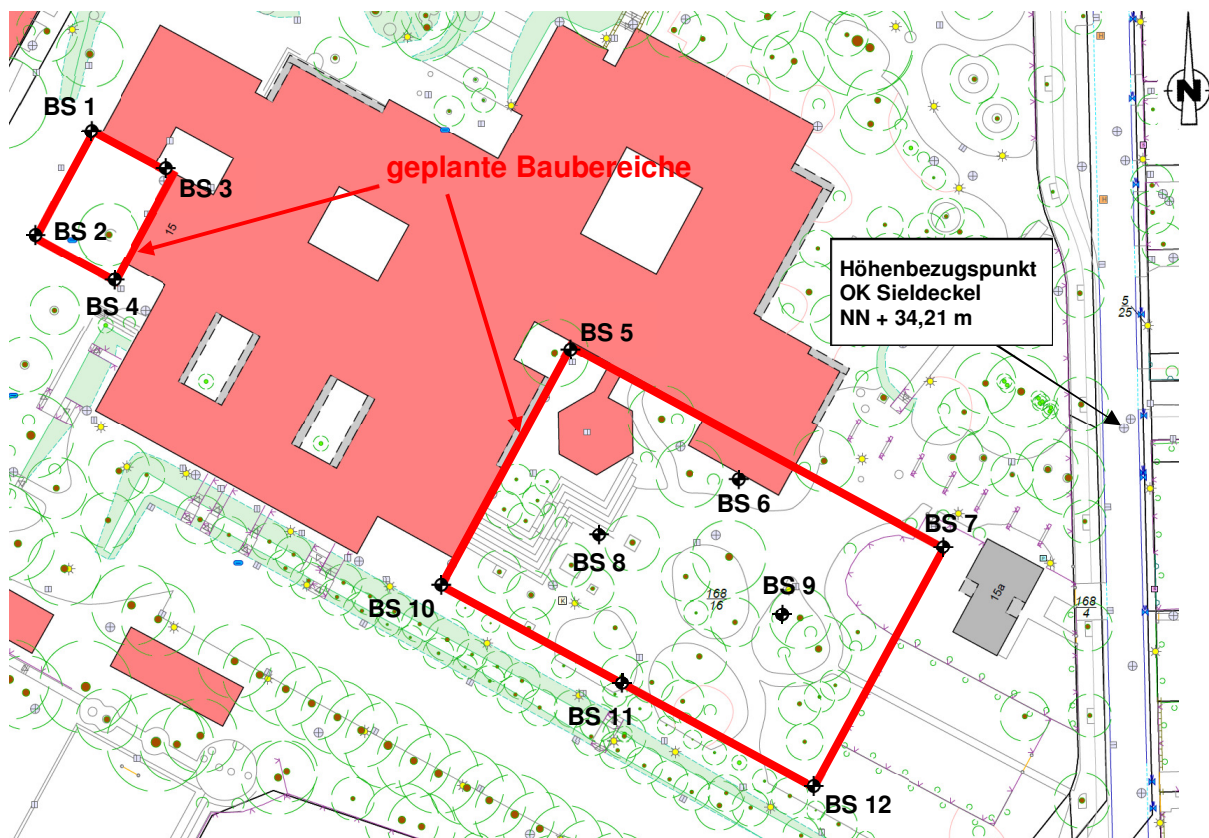 N
BS 1
BS 3
geplante Baubereiche
15
BS 2
BS 4
Höhenbezugspunkt
OK Sieldeckel
NN + 34,21 m
5
25
BS 5
BS 6
BS 7
BS 8
15a
BS 9
168
16
168
4
BS 10
K
BS 11
BS 12